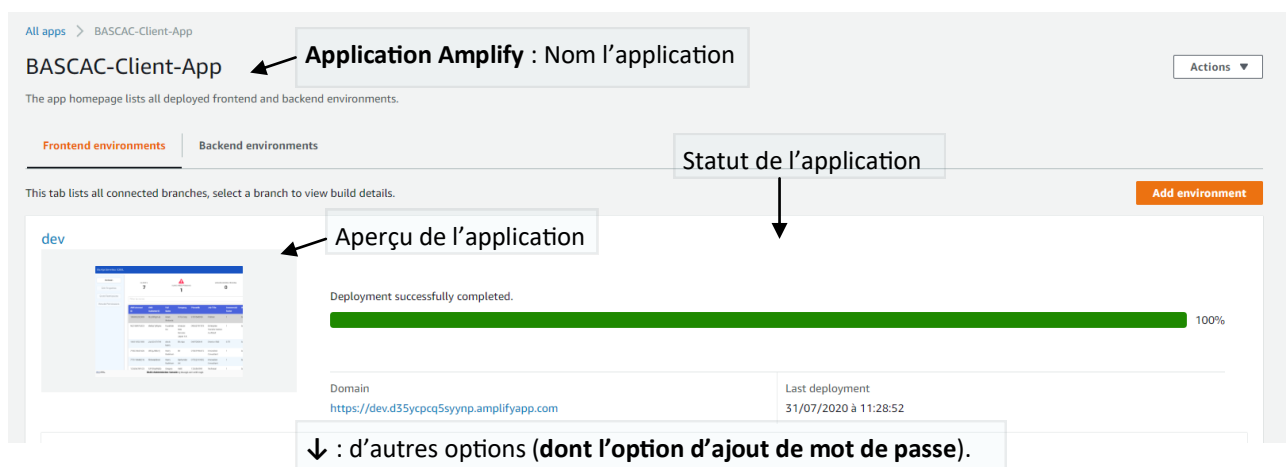 All apps > BASCAC-Client-App
BASCAC-Client-App
Application Amplify : Nom l’application
Actions ▼
The app homepage lists all deployed frontend and backend environments.
Frontend environments
Backend environments
Statut de l’application
This tab lists all connected branches, select a branch to view build details.
Add environment
dev
Aperçu de l’application
7
1
0
Deployment successfully completed.
100%
Domain
Last deployment
https://dev.d35ycpcq5syynp.amplifyapp.com
31/07/2020 à 11:28:52
↓ : d’autres options (dont l’option d’ajout de mot de passe).